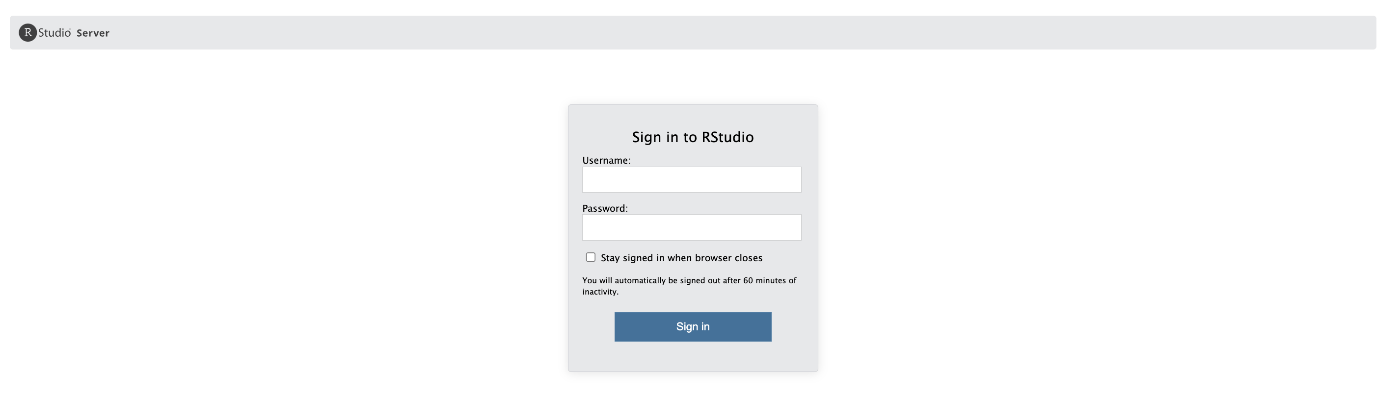 R Studio Server
Sign in to RStudio
Username:
Password:
Stay signed in when browser closes
You will automatically be signed out after 60 minutes of
inactivity.
Sign in